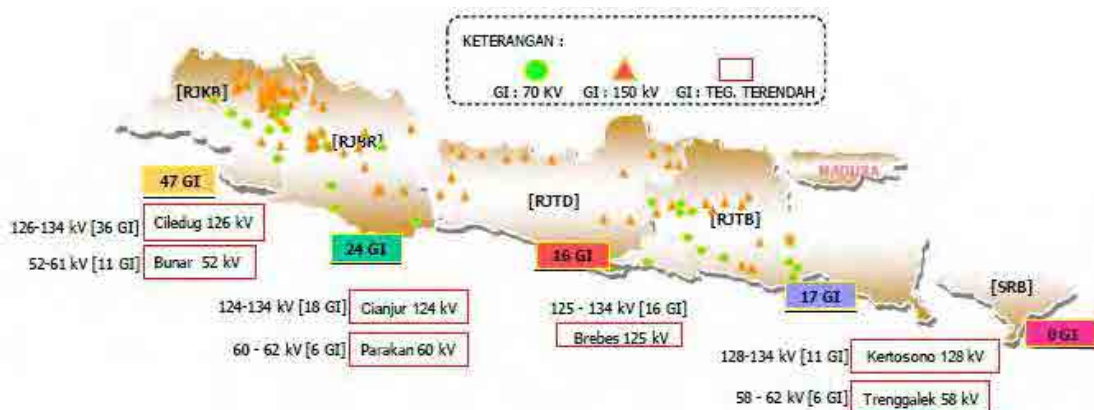 KETERANGAN :
GI : 70 KV GI : 150 kV GI : TEG. TERENDAH
[RJKB]
[RJBR]
MADURA
47 GI
[RJTD]
[RJTB]
126-134 kV [36 GI] Ciledug 126 kV
24 GI
16 GI
52-61 kV [11 GI] Bunar 52 kV
17 GI
[SRB]
124-134 kV [18 GI] Cianjur 124 kV
125 - 134 kV [16 GI]
0 GI
Brebes 125 kV
60 - 62 kV [6 GI] Parakan 60 kV
128-134 kV [11 GI] Kertosono 128 kV
58 - 62 kV [6 GI] Trenggalek 58 kV